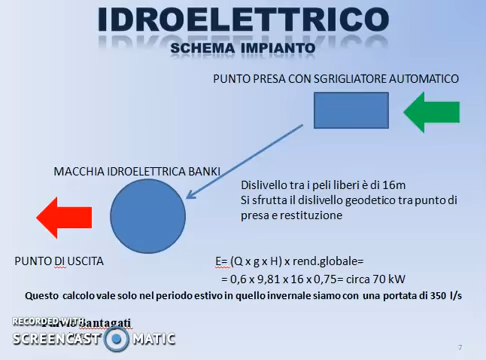 IDROELETTRICO
SCHEMA IMPIANTO
PUNTO PRESA CON SGRIGLIATORE AUTOMATICO
MACCHIA IDROELETTRICA BANKI
Dislivello tra i peli liberi è di 16m
Si sfrutta il dislivello geodetico tra punto di
presa e restituzione
PUNTO DI USCITA
E= (Q x g x H) x rend.globale=
= 0,6 x 9,81 x 16 x 0,75= circa 70 kW
Questo calcolo vale solo nel periodo estivo in quello invernale siamo con una portata di 350 l/s
RECORDED WITH
SCREENCAST MATIC
7